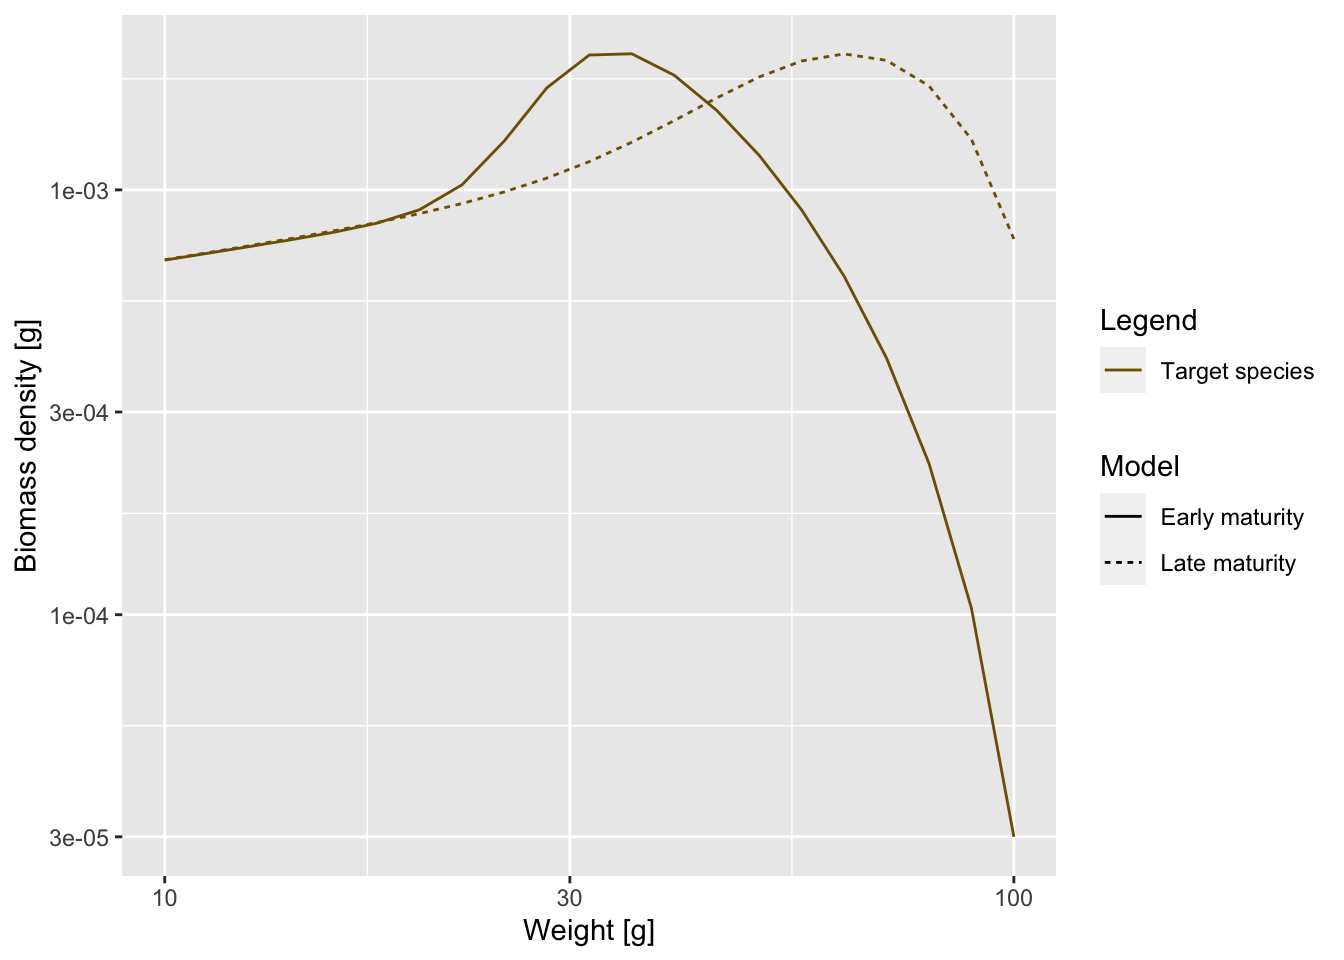 Biomass density [g]
1e-03
3e-04
1e-04
3e-05
10
30
100
Weight [g]
Legend
Target species
Model
Early maturity
Late maturity